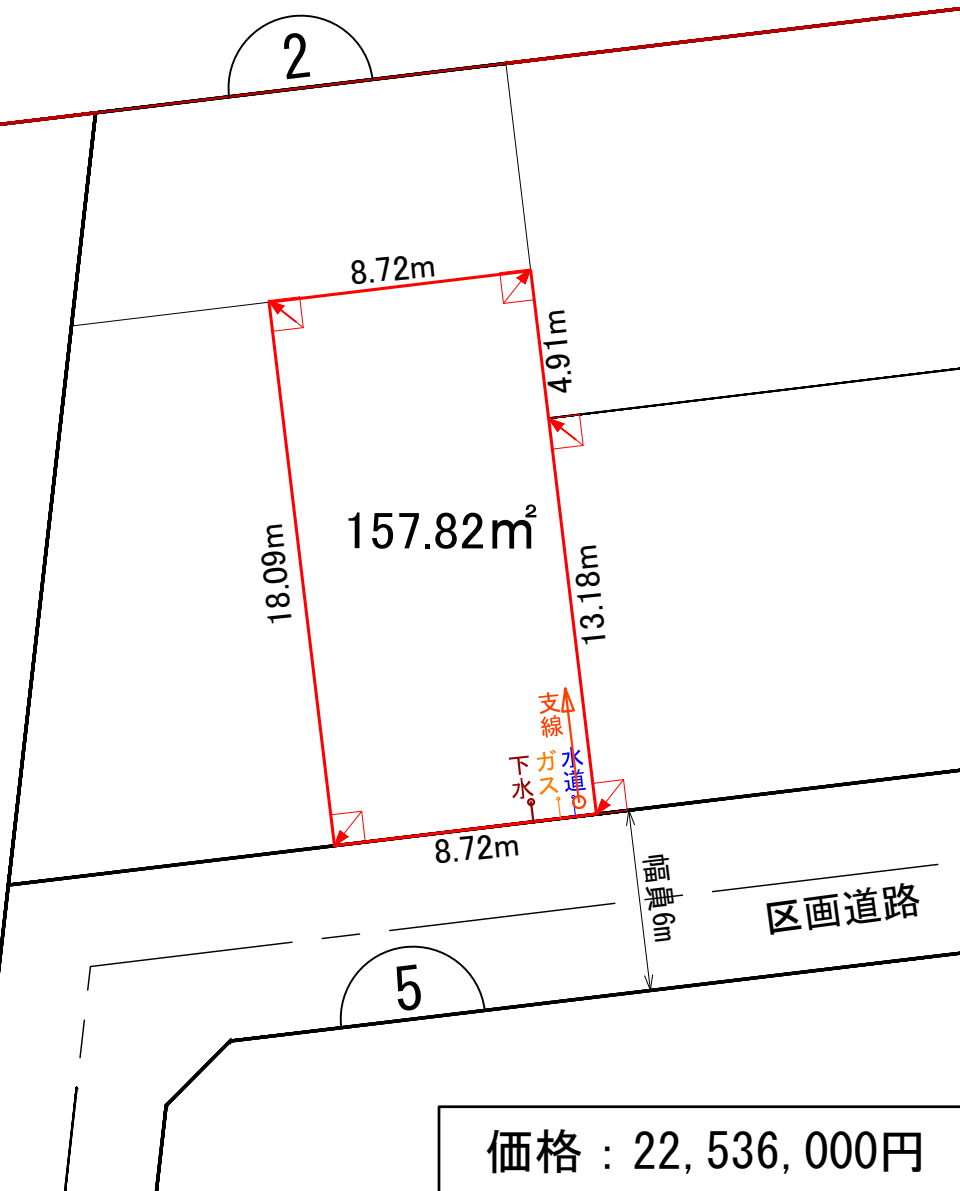 2
8.72m
4.91m
157.82㎡
18.09m
13.18m
支線
下水
ガス
水道
8.72m
幅員6m
区画道路
5
価格：22,536,000円